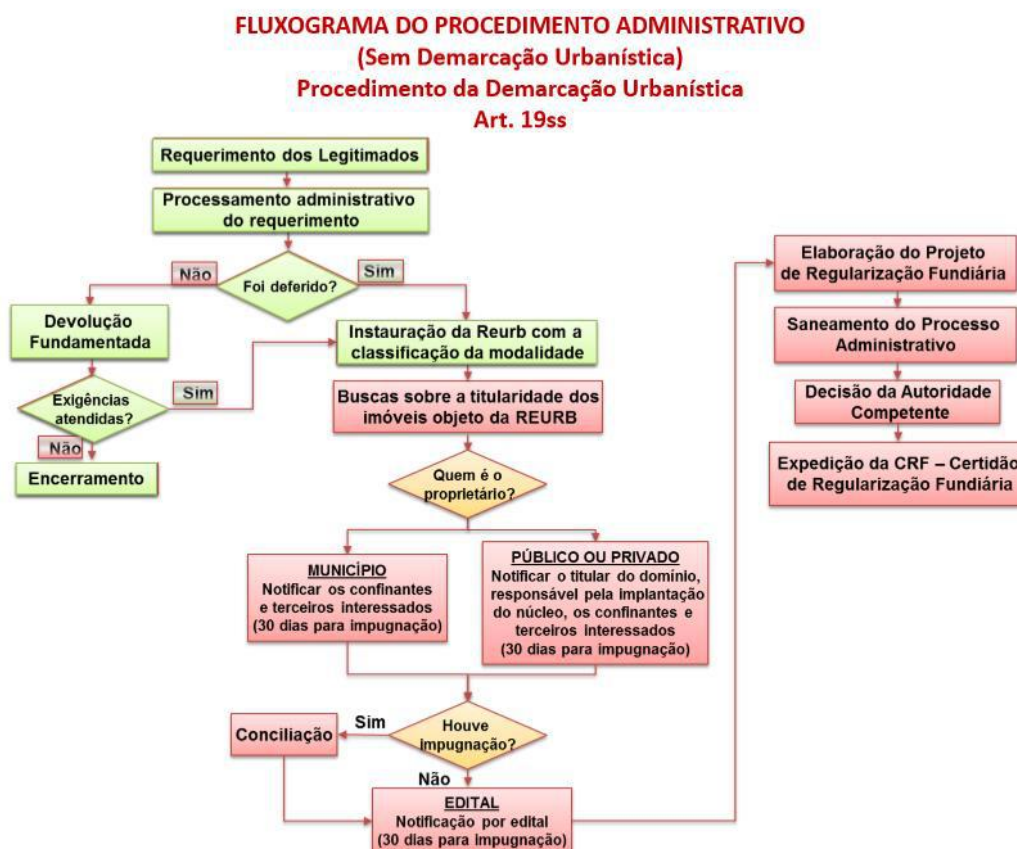 FLUXOGRAMA DO PROCEDIMENTO ADMINISTRATIVO
(Sem Demarcação Urbanística)
Procedimento da Demarcação Urbanística
Art. 19ss
Requerimento dos Legitimados
Processamento administrativo
do requerimento
Não
Foi deferido?
Sim
Devolução
Fundamentada
Exigências
atendidas?
Sim
Não
Encerramento
Instauração da Reurb com a
classificação da modalidade
Buscas sobre a titularidade dos
imóveis objeto da REURB
Quem é o
proprietário?
MUNICÍPIO
Notificar os confinantes
e terceiros interessados
(30 dias para impugnação)
PÚBLICO OU PRIVADO
Notificar o titular do domínio,
responsável pela implantação
do núcleo, os confinantes e
terceiros interessados
(30 dias para impugnação)
Houve
impugnação?
Sim
Conciliação
Não
EDITAL
Notificação por edital
(30 dias para impugnação)
Elaboração do Projeto
de Regularização Fundiária
Saneamento do Processo
Administrativo
Decisão da Autoridade
Competente
Expedição da CRF – Certidão
de Regularização Fundiária